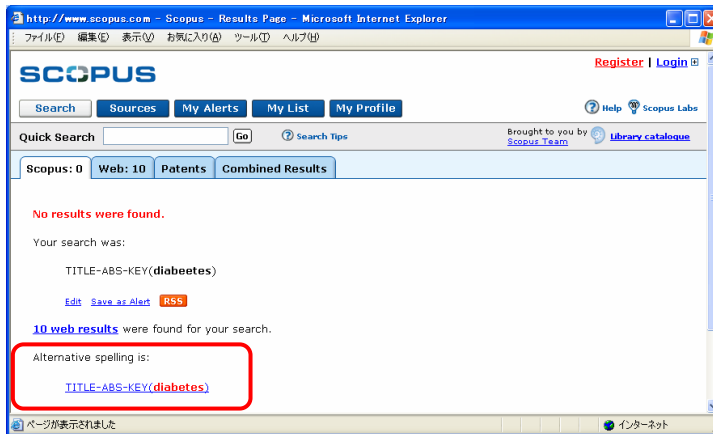 http://www.scopus.com - Scopus - Results Page - Microsoft Internet Explorer
ファイル(F) 編集(E) 表示(V) お気に入り(A) ツール(T) ヘルプ(H)
Register | Login
SCOPUS
Search Sources My Alerts My List My Profile Help Scopus Labs
Quick Search Go Search Tips Brought to you by Scopus Team Library catalogue
Scopus: 0 Web: 10 Patents Combined Results
No results were found.
Your search was:
TITLE-ABS-KEY(diabeetes)
Edit Save as Alert RSS
10 web results were found for your search.
Alternative spelling is:
TITLE-ABS-KEY(diabetes)
ページが表示されました インターネット